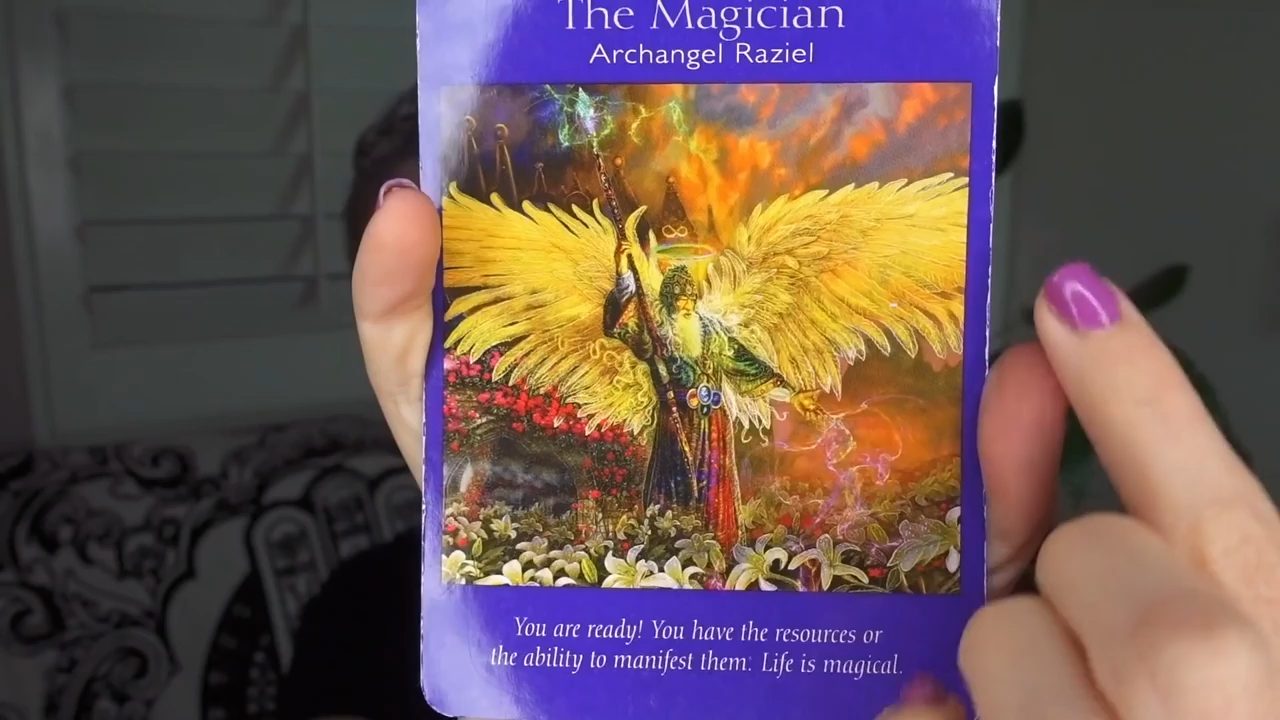 The Magician
Archangel Raziel
You are ready! You have the resources or
the ability to manifest them. Life is magical.